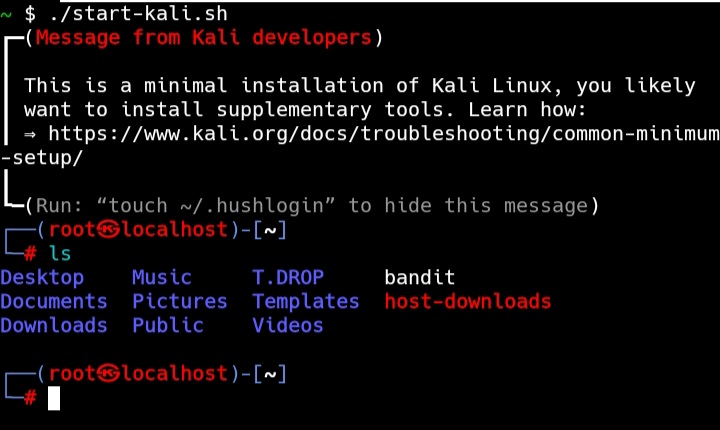 ~ $ ./start-kali.sh
┏━(Message from Kali developers)
┃
┃ This is a minimal installation of Kali Linux, you likely
┃ want to install supplementary tools. Learn how:
┃ ⇒ https://www.kali.org/docs/troubleshooting/common-minimum
-setup/
┃
┗━(Run: “touch ~/.hushlogin” to hide this message)
┌──(root㉿localhost)-[~]
└─# ls
Desktop    Music      T.DROP     bandit
Documents  Pictures  Templates  host-downloads
Downloads  Public    Videos
┌──(root㉿localhost)-[~]
└─#